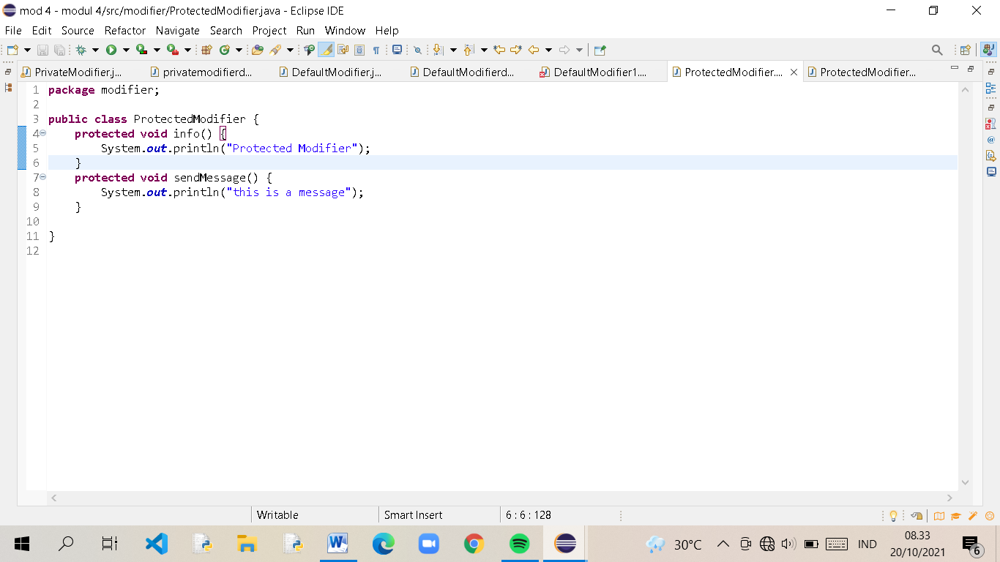 mod 4 - modul 4/src/modifier/ProtectedModifier.java - Eclipse IDE
File Edit Source Refactor Navigate Search Project Run Window Help
PrivateModifier.j... privatemodifierd... DefaultModifier.j... DefaultModifierd... DefaultModifier1.... ProtectedModifier.... ProtectedModifier...
1 package modifier;
2
3 public class ProtectedModifier {
4 protected void info() {
5 System.out.println("Protected Modifier");
6 }
7 protected void sendMessage() {
8 System.out.println("this is a message");
9 }
10
11 }
12
Writable Smart Insert 6 : 6 : 128
30°C IND 08.33
20/10/2021 6